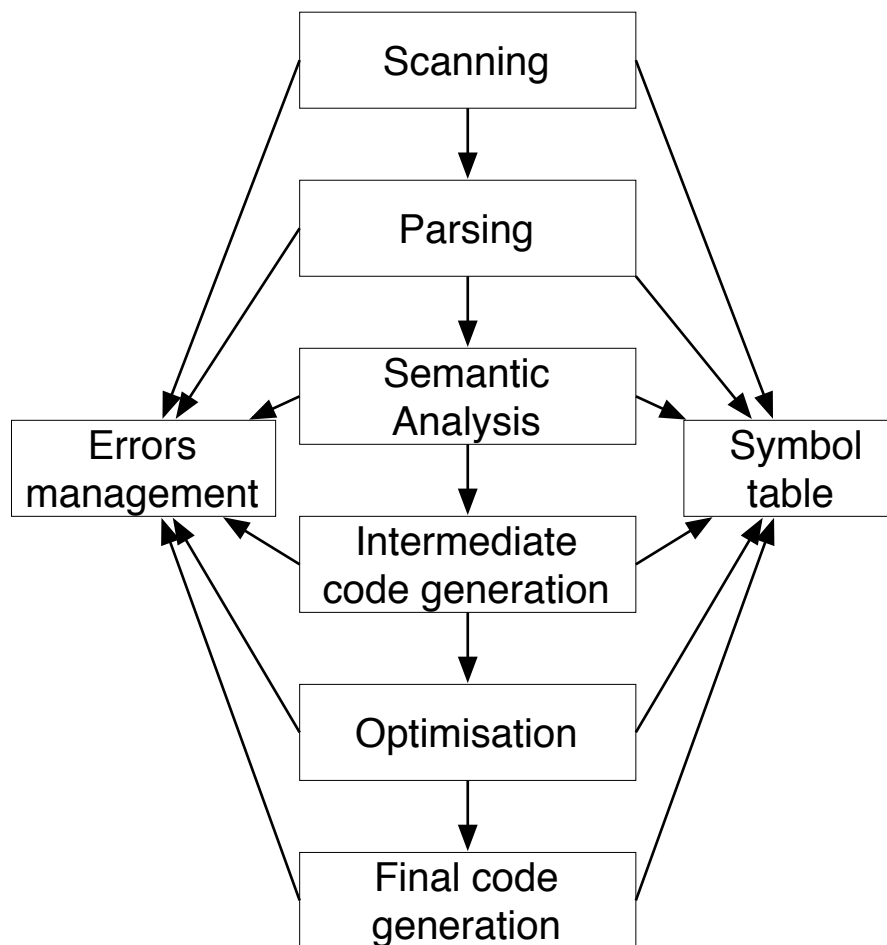 Scanning
Parsing
Semantic
Analysis
Errors
management
Symbol
table
Intermediate
code generation
Optimisation
Final code
generation